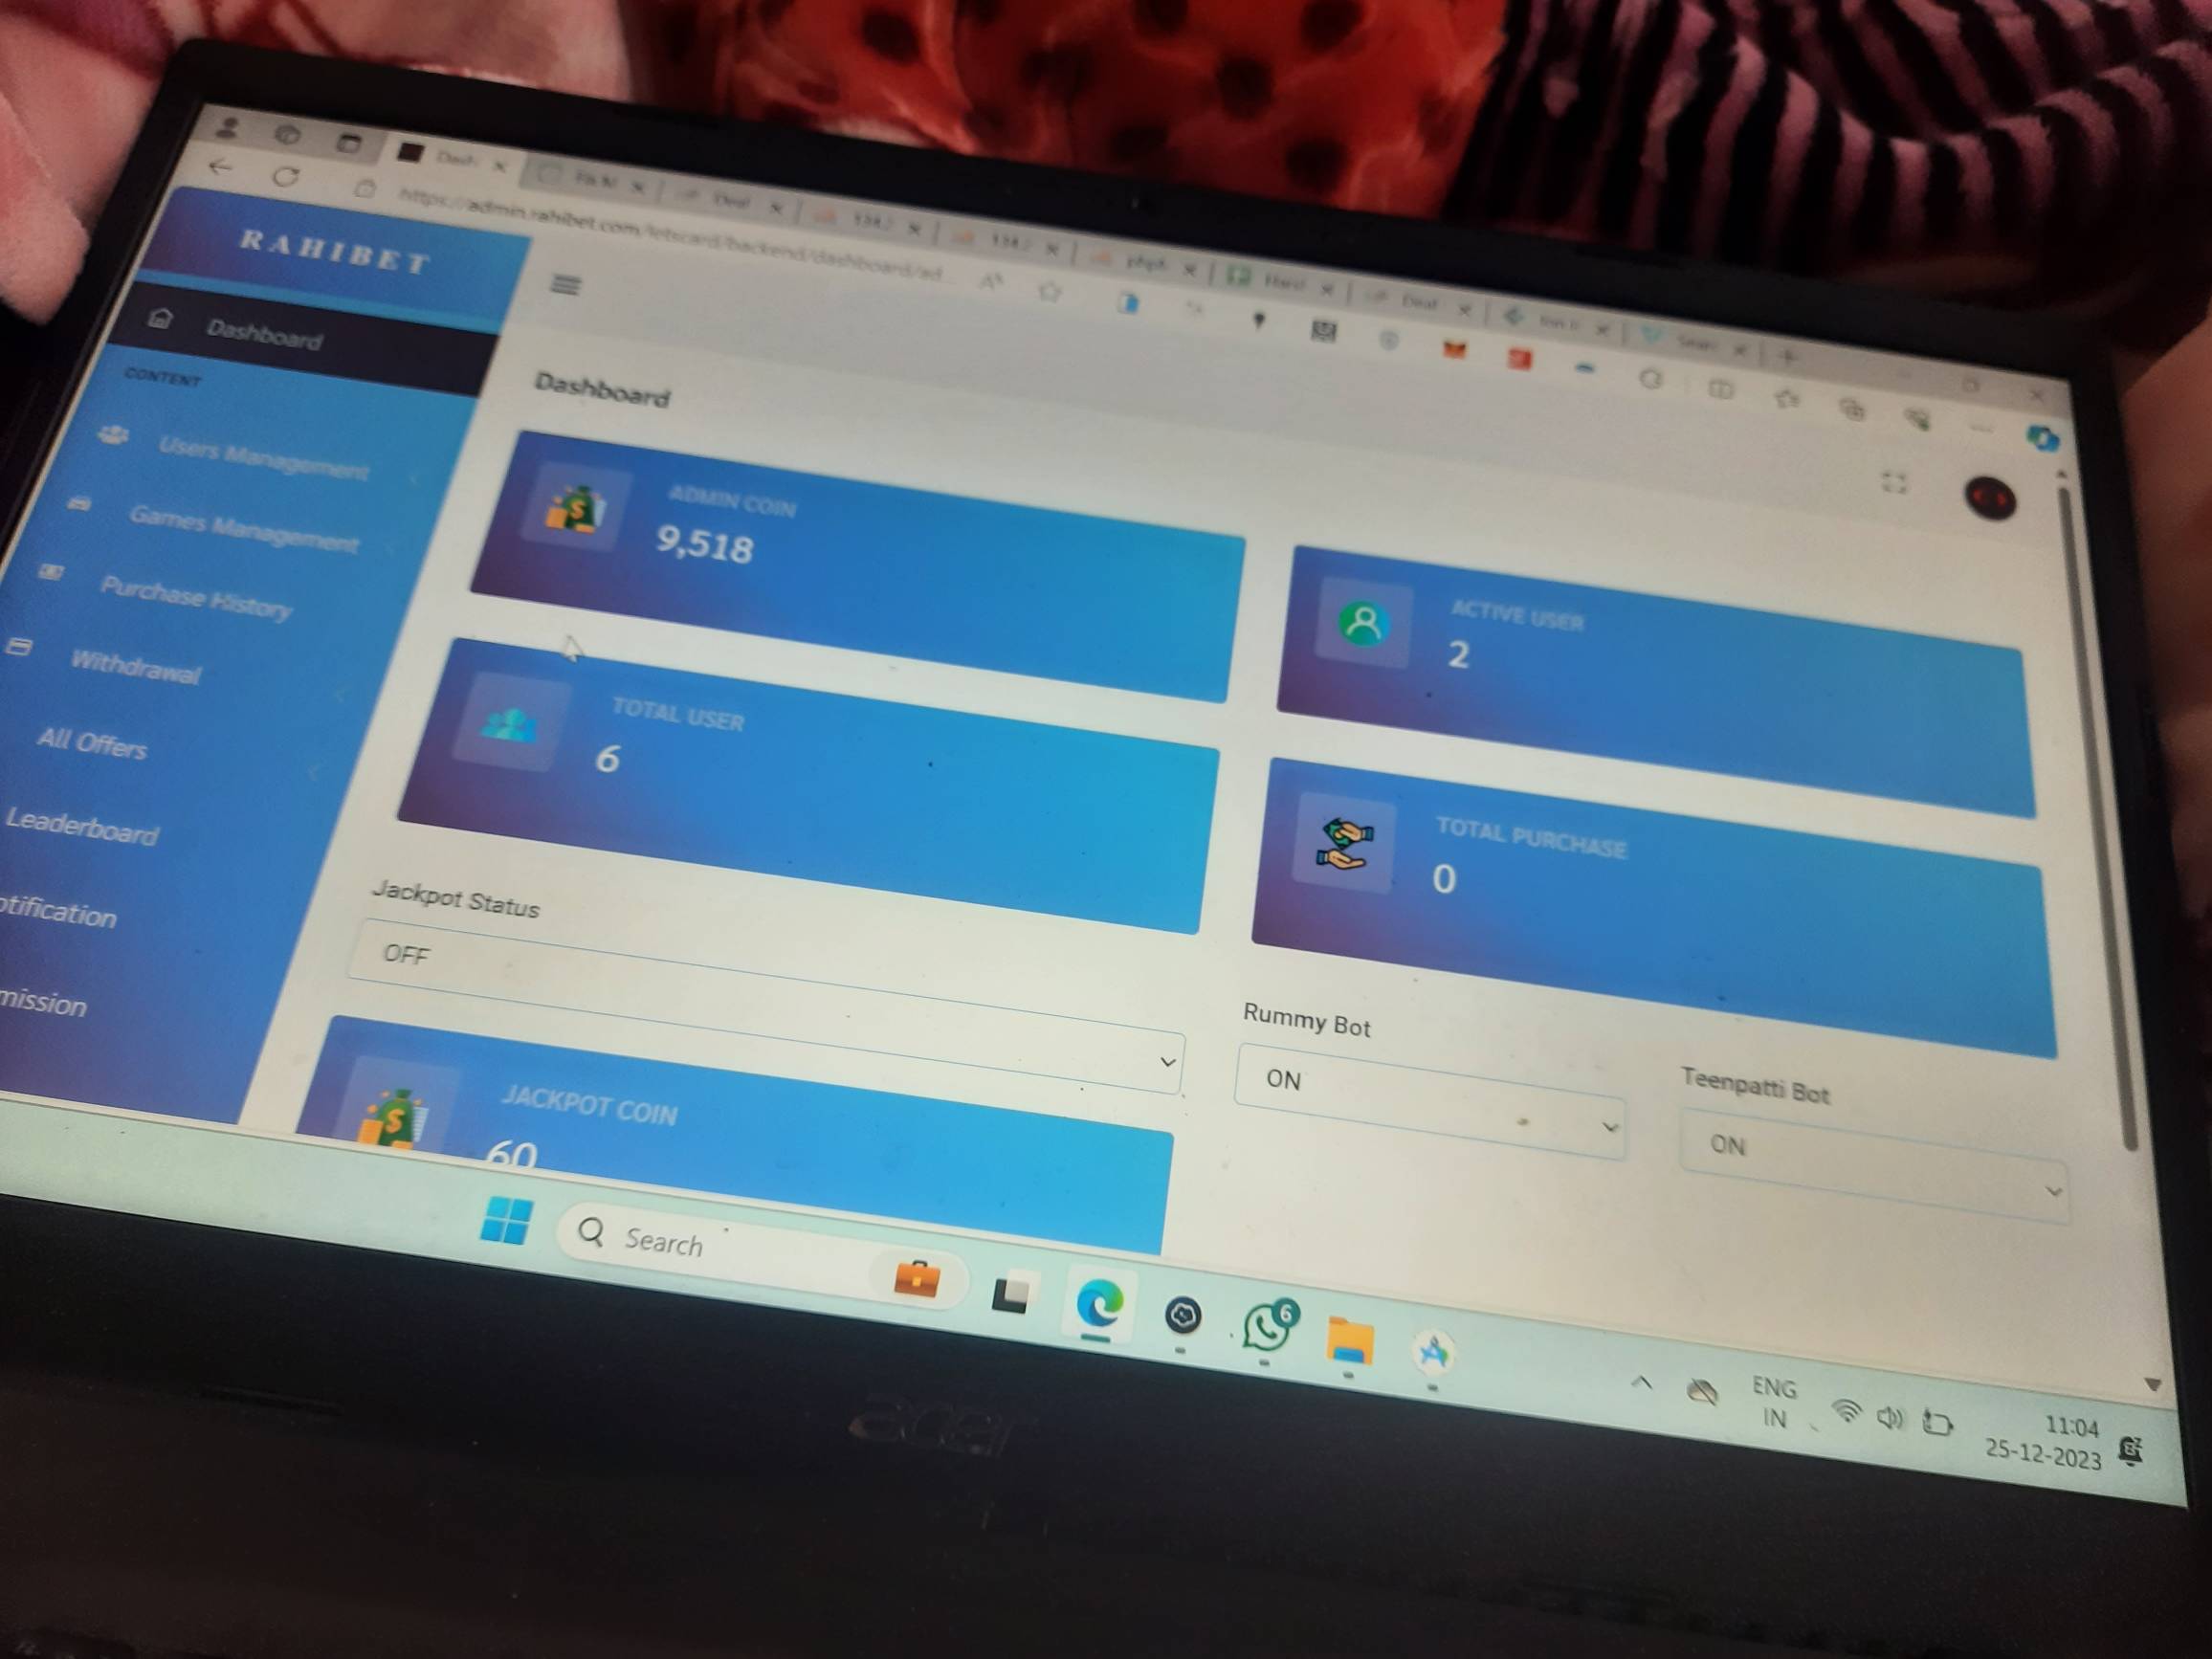 Dash
Deal
https://admin.rahibet.com/letscard/backend/dashboard/ad...
RAHIBET
Dashboard
CONTENT
Users Management
Games Management
Purchase History
Withdrawal
All Offers
Leaderboard
otification
mission
Dashboard
ADMIN COIN
9,518
ACTIVE USER
2
TOTAL USER
6
TOTAL PURCHASE
0
Jackpot Status
OFF
Rummy Bot
ON
Teenpatti Bot
ON
JACKPOT COIN
60
Search
6
ENG
IN
11:04
25-12-2023
acer